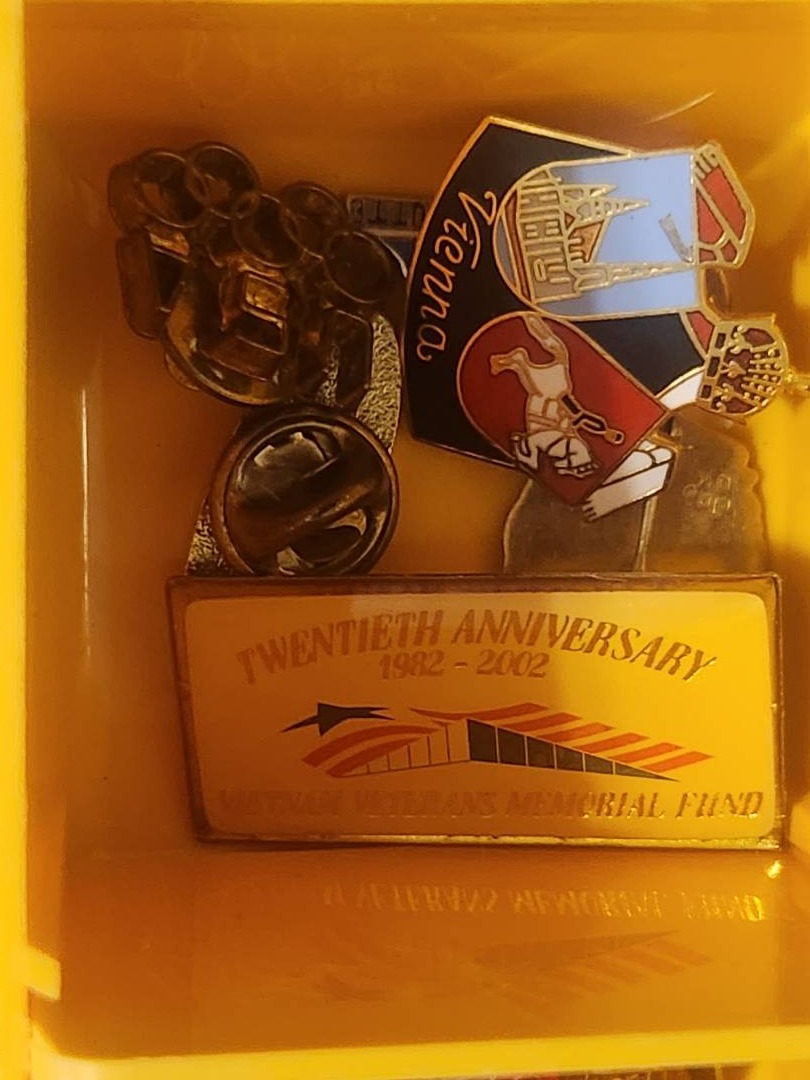 Vienna
TWENTIETH ANNIVERSARY
1982 - 2002
VIETNAM VETERANS MEMORIAL FUND